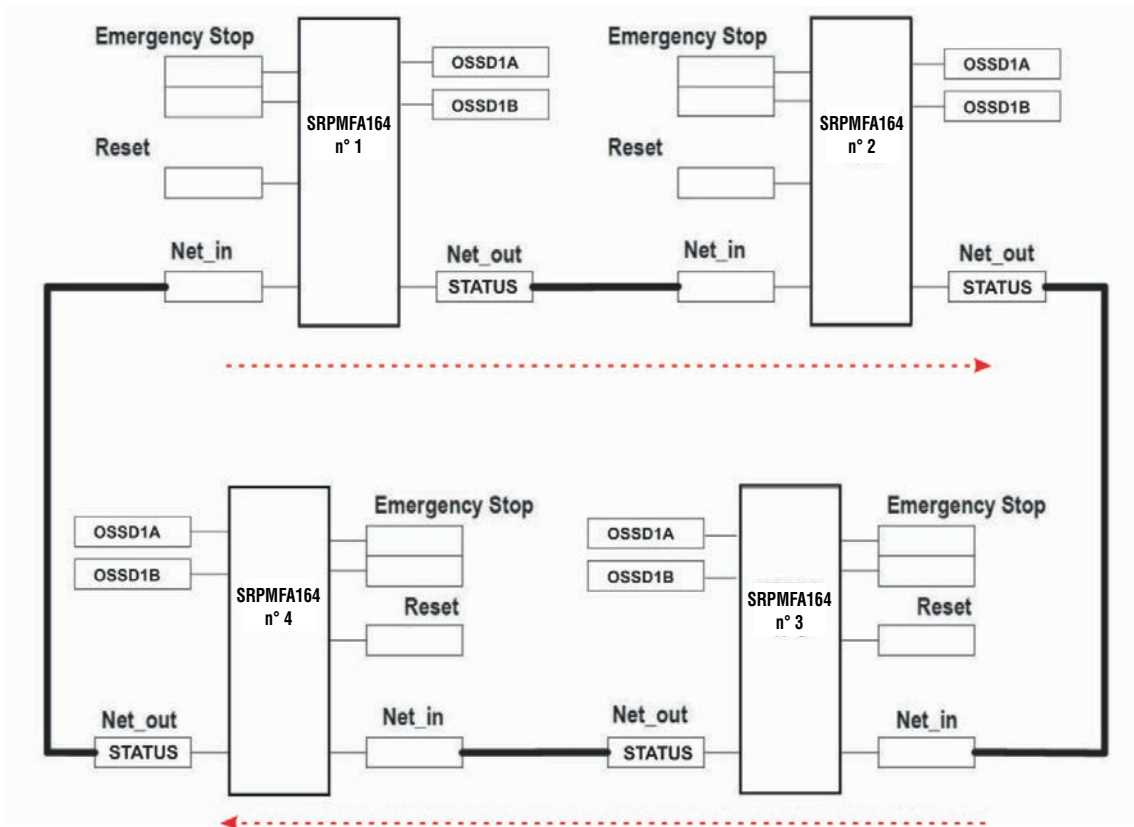 Emergency Stop
OSSD1A
OSSD1B
SRPMFA164
n° 1
Reset
Net_in
Net_out
STATUS
Emergency Stop
OSSD1A
OSSD1B
SRPMFA164
n° 2
Reset
Net_in
Net_out
STATUS
OSSD1A
OSSD1B
SRPMFA164
n° 4
Emergency Stop
Reset
Net_out
STATUS
Net_in
OSSD1A
OSSD1B
SRPMFA164
n° 3
Emergency Stop
Reset
Net_out
STATUS
Net_in